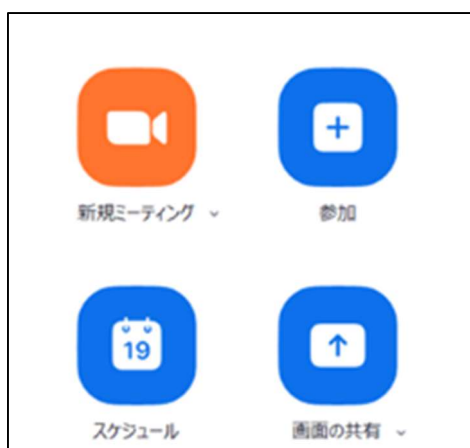 新規ミーティング
参加
19
スケジュール
画面の共有